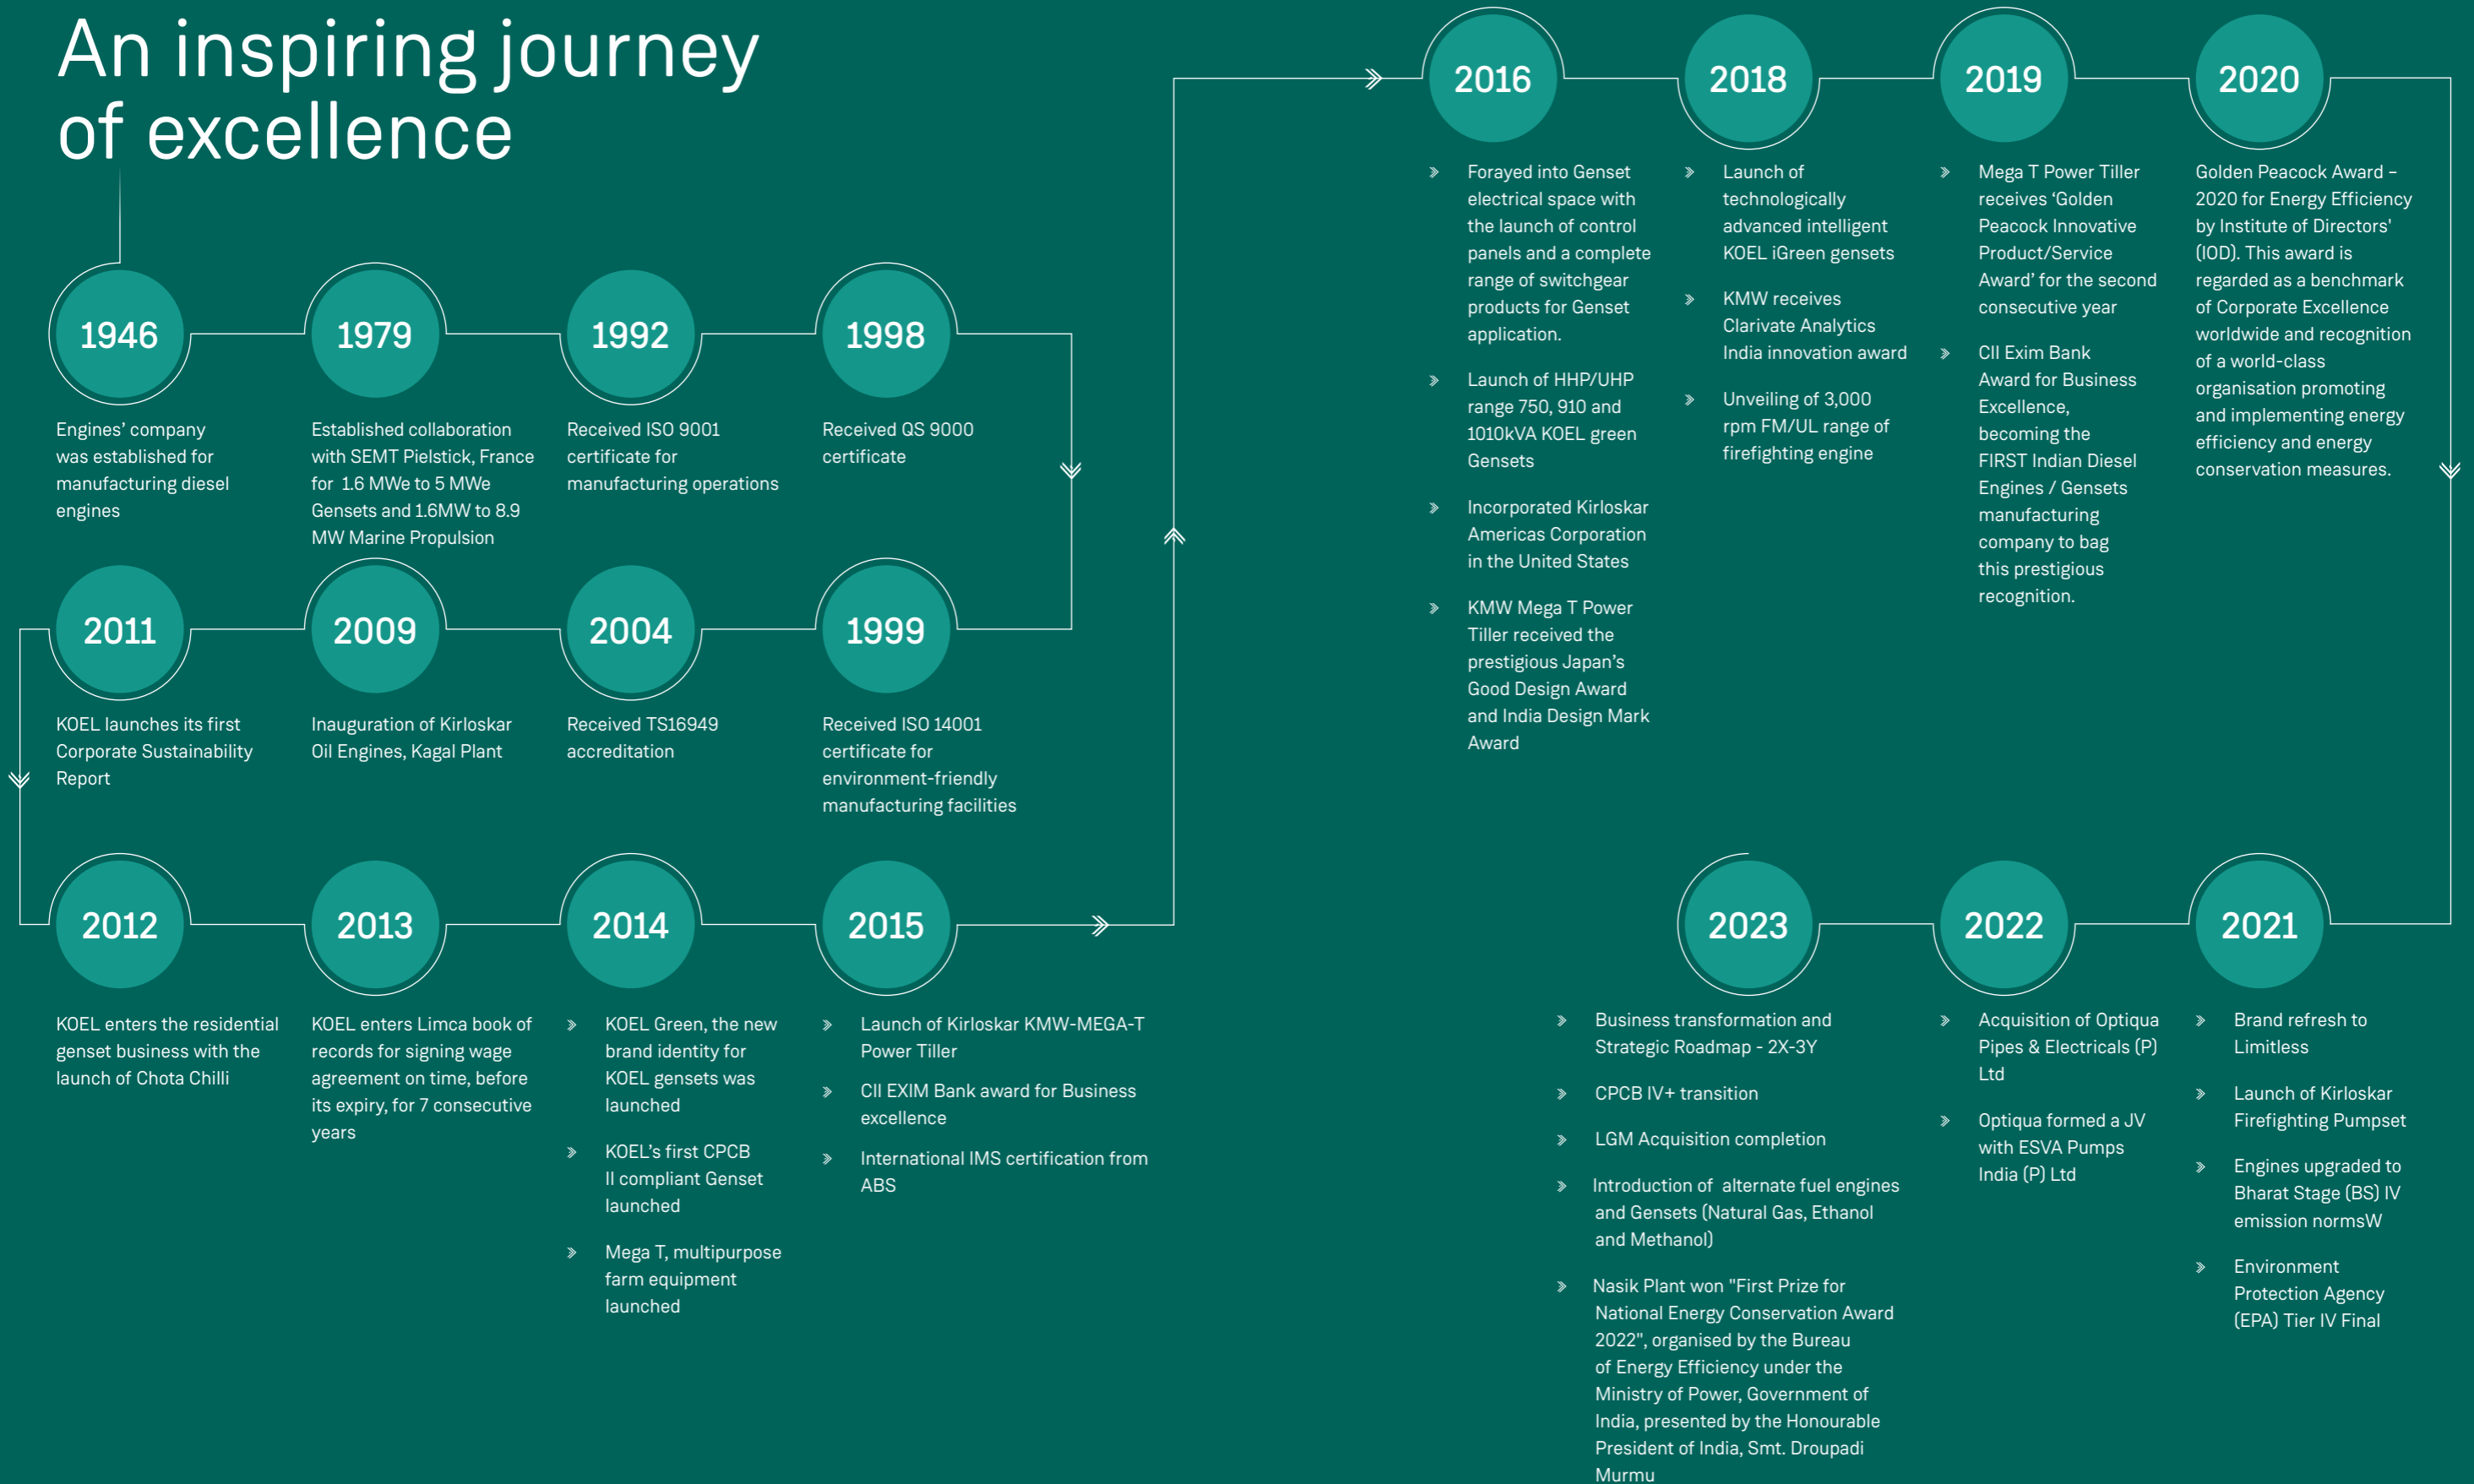 An inspiring journey
of excellence
1946
Engines’ company
was established for
manufacturing diesel
engines
1979
Established collaboration
with SEMT Pielstick, France
for 1.6 MWe to 5 MWe
Gensets and 1.6MW to 8.9
MW Marine Propulsion
1992
Received ISO 9001
certificate for
manufacturing operations
1998
Received QS 9000
certificate
1999
Received ISO 14001
certificate for
environment-friendly
manufacturing facilities
2004
Received TS16949
accreditation
2009
Inauguration of Kirloskar
Oil Engines, Kagal Plant
2011
KOEL launches its first
Corporate Sustainability
Report
2012
KOEL enters the residential
genset business with the
launch of Chota Chilli
2013
KOEL enters Limca book of
records for signing wage
agreement on time, before
its expiry, for 7 consecutive
years
2014
KOEL Green, the new
brand identity for
KOEL gensets was
launched
KOEL’s first CPCB
II compliant Genset
launched
Mega T, multipurpose
farm equipment
launched
2015
Launch of Kirloskar KMW-MEGA-T
Power Tiller
CII EXIM Bank award for Business
excellence
International IMS certification from
ABS
2016
Forayed into Genset
electrical space with
the launch of control
panels and a complete
range of switchgear
products for Genset
application.
Launch of HHP/UHP
range 750, 910 and
1010kVA KOEL green
Gensets
Incorporated Kirloskar
Americas Corporation
in the United States
KMW Mega T Power
Tiller received the
prestigious Japan’s
Good Design Award
and India Design Mark
Award
2018
Launch of
technologically
advanced intelligent
KOEL iGreen gensets
KMW receives
Clarivate Analytics
India innovation award
Unveiling of 3,000
rpm FM/UL range of
firefighting engine
2019
Mega T Power Tiller
receives ‘Golden
Peacock Innovative
Product/Service
Award’ for the second
consecutive year
CII Exim Bank
Award for Business
Excellence,
becoming the
FIRST Indian Diesel
Engines / Gensets
manufacturing
company to bag
this prestigious
recognition.
2020
Golden Peacock Award –
2020 for Energy Efficiency
by Institute of Directors'
(IOD). This award is
regarded as a benchmark
of Corporate Excellence
worldwide and recognition
of a world-class
organisation promoting
and implementing energy
efficiency and energy
conservation measures.
2021
Brand refresh to
Limitless
Launch of Kirloskar
Firefighting Pumpset
Engines upgraded to
Bharat Stage (BS) IV
emission normsW
Environment
Protection Agency
(EPA) Tier IV Final
2022
Acquisition of Optiqua
Pipes & Electricals (P)
Ltd
Optiqua formed a JV
with ESVA Pumps
India (P) Ltd
2023
Business transformation and
Strategic Roadmap - 2X-3Y
CPCB IV+ transition
LGM Acquisition completion
Introduction of alternate fuel engines
and Gensets (Natural Gas, Ethanol
and Methanol)
Nasik Plant won "First Prize for
National Energy Conservation Award
2022", organised by the Bureau
of Energy Efficiency under the
Ministry of Power, Government of
India, presented by the Honourable
President of India, Smt. Droupadi
Murmu